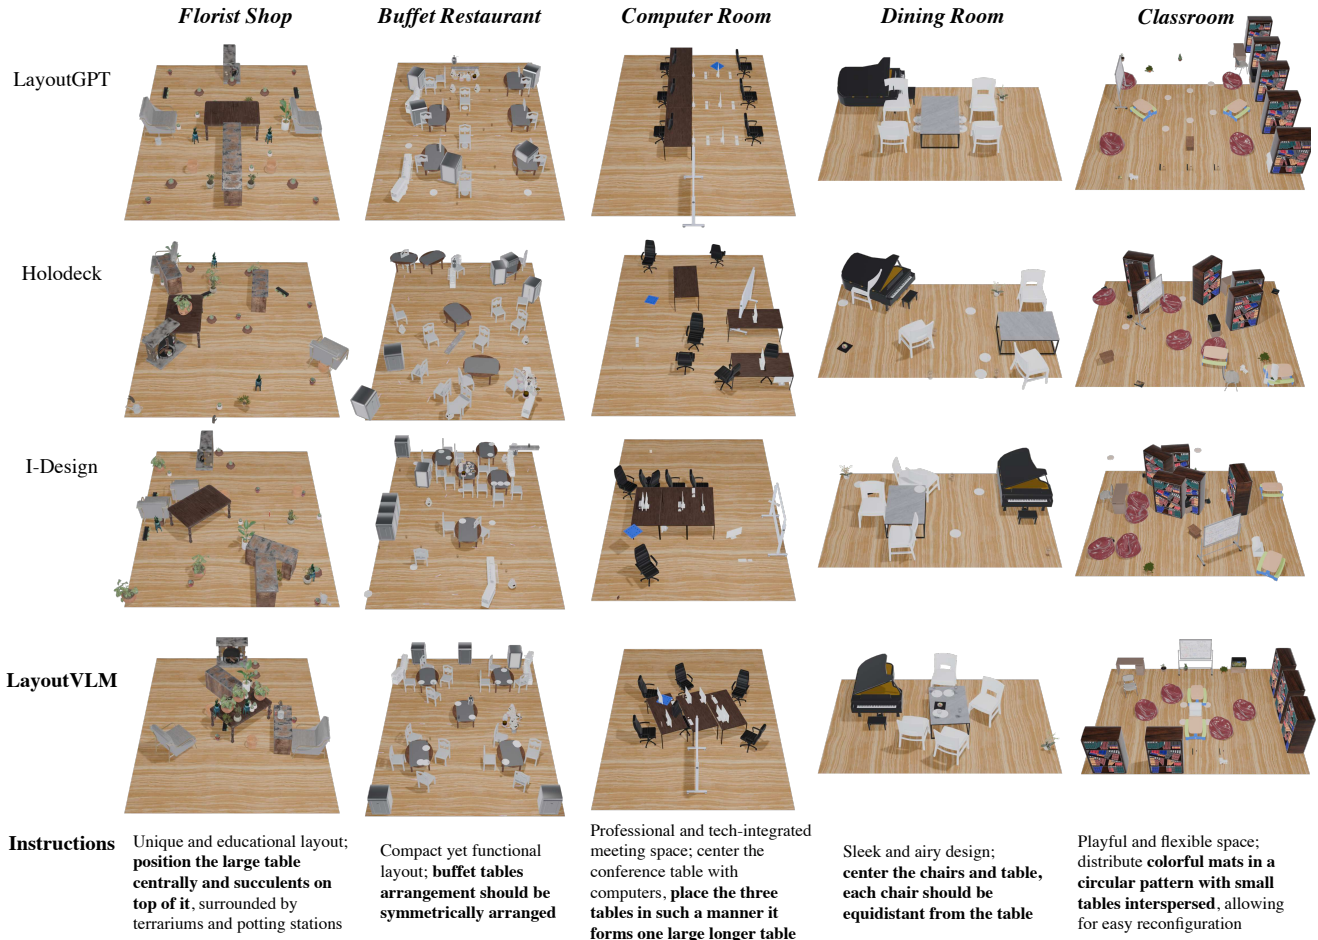 Florist Shop Buffet Restaurant Computer Room Dining Room Classroom
LayoutGPT
Holodeck
I-Design
LayoutVLM
Instructions
Unique and educational layout;
position the large table
centrally and succulents on
top of it, surrounded by
terrariums and potting stations
Compact yet functional
layout; buffet tables
arrangement should be
symmetrically arranged
Professional and tech-integrated
meeting space; center the
conference table with
computers, place the three
tables in such a manner it
forms one large longer table
Sleek and airy design;
center the chairs and table,
each chair should be
equidistant from the table
Playful and flexible space;
distribute colorful mats in a
circular pattern with small
tables interspersed, allowing
for easy reconfiguration